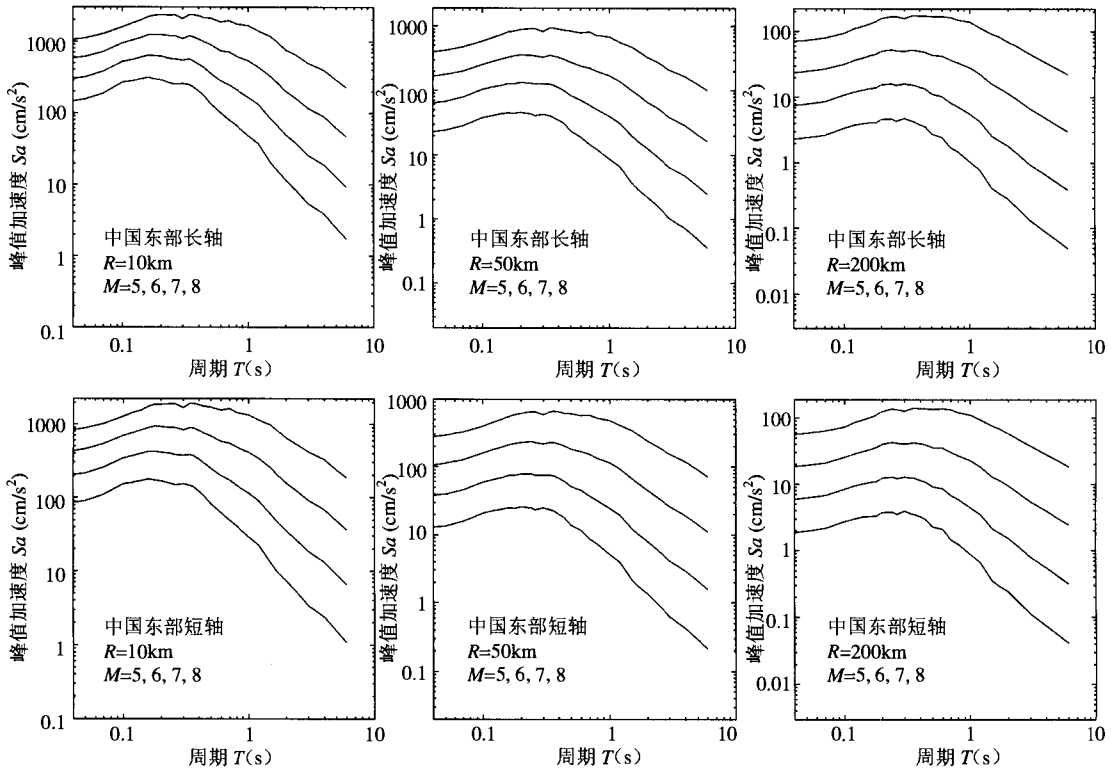 1000
100
10
1
0.1
峰值加速度 Sa (cm/s²)
中国东部长轴
R=10km
M=5, 6, 7, 8
0.1
1
10
周期 T(s)
1000
100
10
1
0.1
峰值加速度 Sa (cm/s²)
中国东部长轴
R=50km
M=5, 6, 7, 8
0.1
1
10
周期 T(s)
100
10
1
0.1
0.01
峰值加速度 Sa (cm/s²)
中国东部长轴
R=200km
M=5, 6, 7, 8
0.1
1
10
周期 T(s)
1000
100
10
1
0.1
峰值加速度 Sa (cm/s²)
中国东部短轴
R=10km
M=5, 6, 7, 8
0.1
1
10
周期 T(s)
1000
100
10
1
0.1
峰值加速度 Sa (cm/s²)
中国东部短轴
R=50km
M=5, 6, 7, 8
0.1
1
10
周期 T(s)
100
10
1
0.1
0.01
峰值加速度 Sa (cm/s²)
中国东部短轴
R=200km
M=5, 6, 7, 8
0.1
1
10
周期 T(s)